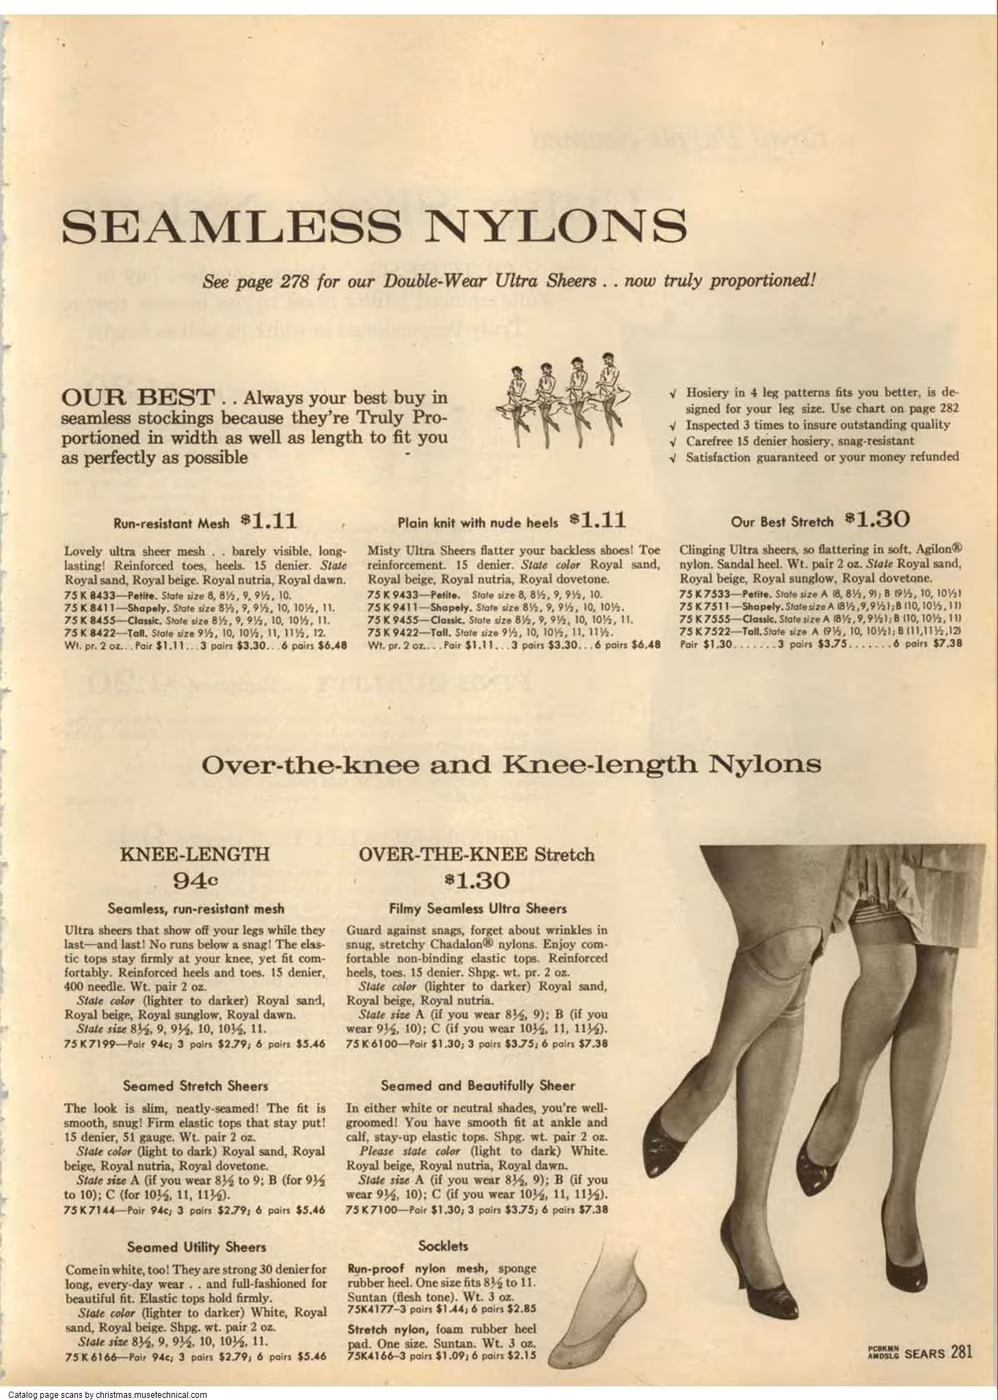 SEAMLESS NYLONS
See page 278 for our Double-Wear Ultra Sheers . . now truly proportioned!
OUR BEST . . Always your best buy in
seamless stockings because they're Truly Pro-
portioned in width as well as length to fit you
as perfectly as possible
√ Hosiery in 4 leg patterns fits you better, is de-
signed for your leg size. Use chart on page 282
√ Inspected 3 times to insure outstanding quality
√ Carefree 15 denier hosiery, snag-resistant
√ Satisfaction guaranteed or your money refunded
Run-resistant Mesh $1.11
Lovely ultra sheer mesh . . barely visible, long-
lasting! Reinforced toes, heels. 15 denier. State
Royal sand, Royal beige. Royal nutria, Royal dawn.
75 K 8433—Petite. State size 8, 8½, 9, 9½, 10.
75 K 8411—Shapely. State size 8½, 9, 9½, 10, 10½, 11.
75 K 8455—Classic. State size 8½, 9, 9½, 10, 10½, 11.
75 K 8422—Tall. State size 9½, 10, 10½, 11, 11½, 12.
Wt. pr. 2 oz...Pair $1.11...3 pairs $3.30...6 pairs $6.48
Plain knit with nude heels $1.11
Misty Ultra Sheers flatter your backless shoes! Toe
reinforcement. 15 denier. State color Royal sand,
Royal beige, Royal nutria, Royal dovetone.
75 K 9433—Petite. State size 8, 8½, 9, 9½, 10.
75 K 9411—Shapely. State size 8½, 9, 9½, 10, 10½.
75 K 9455—Classic. State size 8½, 9, 9½, 10, 10½, 11.
75 K 9422—Tall. State size 9½, 10, 10½, 11, 11½.
Wt. pr. 2 oz....Pair $1.11...3 pairs $3.30...6 pairs $6.48
Our Best Stretch $1.30
Clinging Ultra sheers, so flattering in soft, Agilon®
nylon. Sandal heel. Wt. pair 2 oz. State Royal sand,
Royal beige, Royal sunglow, Royal dovetone.
75 K 7533—Petite. State size A (8, 8½, 9); B (9½, 10, 10½)
75 K 7511—Shapely. State size A (8½, 9, 9½); B (10, 10½, 11)
75 K 7555—Classic. State size A (8½, 9, 9½); B (10, 10½, 11)
75 K 7522—Tall. State size A (9½, 10, 10½); B (11, 11½, 12)
Pair $1.30.......3 pairs $3.75.......6 pairs $7.38
Over-the-knee and Knee-length Nylons
KNEE-LENGTH
94c
Seamless, run-resistant mesh
Ultra sheers that show off your legs while they
last—and last! No runs below a snag! The elas-
tic tops stay firmly at your knee, yet fit com-
fortably. Reinforced heels and toes. 15 denier,
400 needle. Wt. pair 2 oz.
State color (lighter to darker) Royal sand,
Royal beige, Royal sunglow, Royal dawn.
State size 8½, 9, 9½, 10, 10½, 11.
75 K 7199—Pair 94c; 3 pairs $2.79; 6 pairs $5.46
Seamed Stretch Sheers
The look is slim, neatly-seamed! The fit is
smooth, snug! Firm elastic tops that stay put!
15 denier, 51 gauge. Wt. pair 2 oz.
State color (light to dark) Royal sand, Royal
beige, Royal nutria, Royal dovetone.
State size A (if you wear 8½ to 9; B (for 9½
to 10); C (for 10½, 11, 11½).
75 K 7144—Pair 94c; 3 pairs $2.79; 6 pairs $5.46
Seamed Utility Sheers
Come in white, too! They are strong 30 denier for
long, every-day wear . . and full-fashioned for
beautiful fit. Elastic tops hold firmly.
State color (lighter to darker) White, Royal
sand, Royal beige. Shpg. wt. pair 2 oz.
State size 8½, 9, 9½, 10, 10½, 11.
75 K 6166—Pair 94c; 3 pairs $2.79; 6 pairs $5.46
OVER-THE-KNEE Stretch
$1.30
Filmy Seamless Ultra Sheers
Guard against snags, forget about wrinkles in
snug, stretchy Chadalon® nylons. Enjoy com-
fortable non-binding elastic tops. Reinforced
heels, toes. 15 denier. Shpg. wt. pr. 2 oz.
State color (lighter to darker) Royal sand,
Royal beige, Royal nutria.
State size A (if you wear 8½, 9); B (if you
wear 9½, 10); C (if you wear 10½, 11, 11½).
75 K 6100—Pair $1.30; 3 pairs $3.75; 6 pairs $7.38
Seamed and Beautifully Sheer
In either white or neutral shades, you're well-
groomed! You have smooth fit at ankle and
calf, stay-up elastic tops. Shpg. wt. pair 2 oz.
Please state color (light to dark) White.
Royal beige, Royal nutria, Royal dawn.
State size A (if you wear 8½, 9); B (if you
wear 9½, 10); C (if you wear 10½, 11, 11½).
75 K 7100—Pair $1.30; 3 pairs $3.75; 6 pairs $7.38
Socklets
Run-proof nylon mesh, sponge
rubber heel. One size fits 8½ to 11.
Suntan (flesh tone). Wt. 3 oz.
75K4177—3 pairs $1.44; 6 pairs $2.85
Stretch nylon, foam rubber heel
pad. One size. Suntan. Wt. 3 oz.
75K4166—3 pairs $1.09; 6 pairs $2.15
PCBKMN
AMDSLG SEARS 281
Catalog page scans by christmas.musetechnical.com